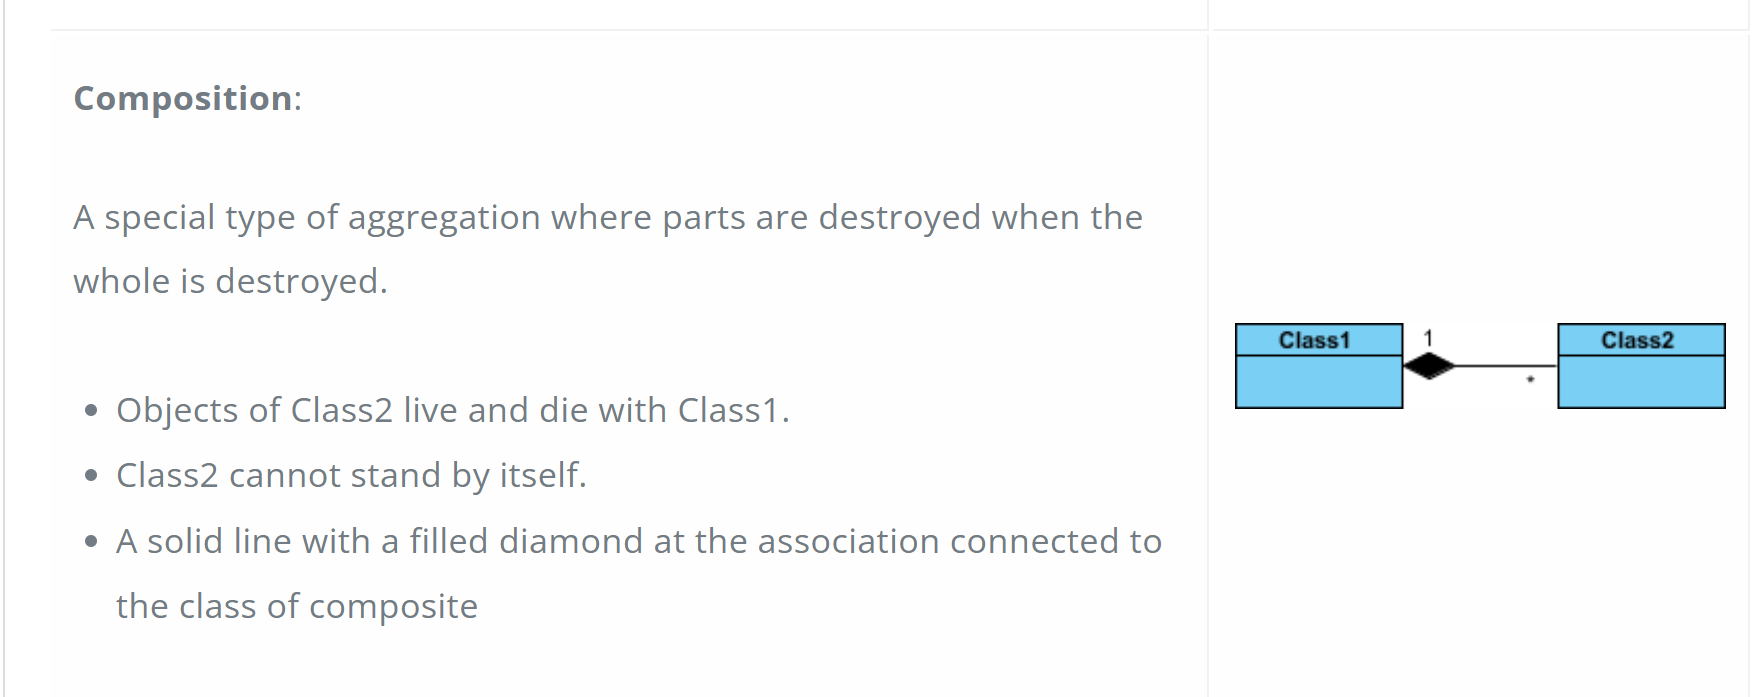 Composition:
A special type of aggregation where parts are destroyed when the
whole is destroyed.
Objects of Class2 live and die with Class1.
Class2 cannot stand by itself.
A solid line with a filled diamond at the association connected to
the class of composite
Class1
1
*
Class2